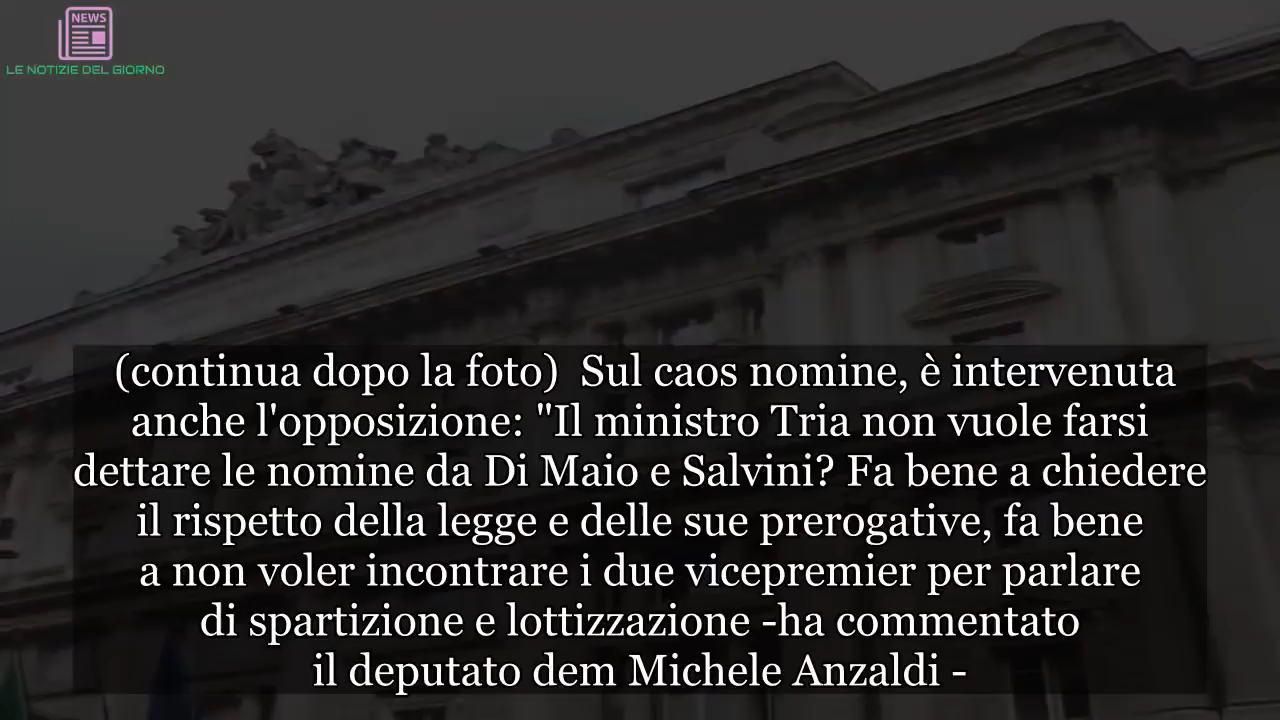 NEWS
LE NOTIZIE DEL GIORNO
(continua dopo la foto)  Sul caos nomine, è intervenuta
anche l'opposizione: "Il ministro Tria non vuole farsi
dettare le nomine da Di Maio e Salvini? Fa bene a chiedere
il rispetto della legge e delle sue prerogative, fa bene
a non voler incontrare i due vicepremier per parlare
di spartizione e lottizzazione -ha commentato
il deputato dem Michele Anzaldi -